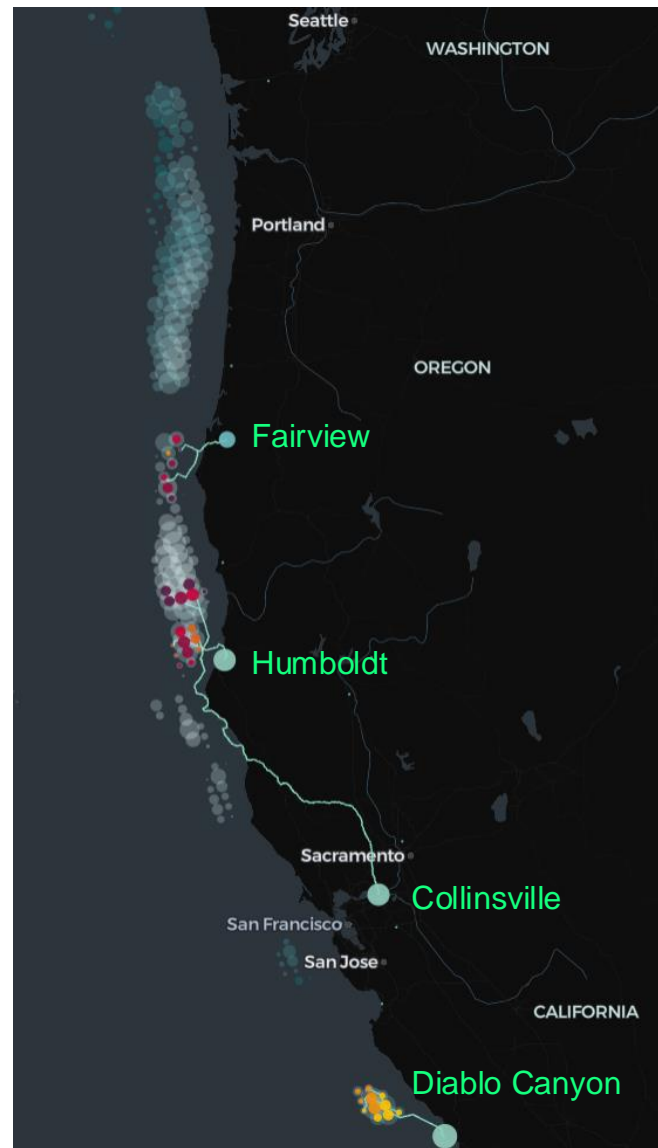 Seattle
WASHINGTON
Portland
OREGON
Fairview
Humboldt
Sacramento
Collinsville
San Francisco
San Jose
CALIFORNIA
Diablo Canyon